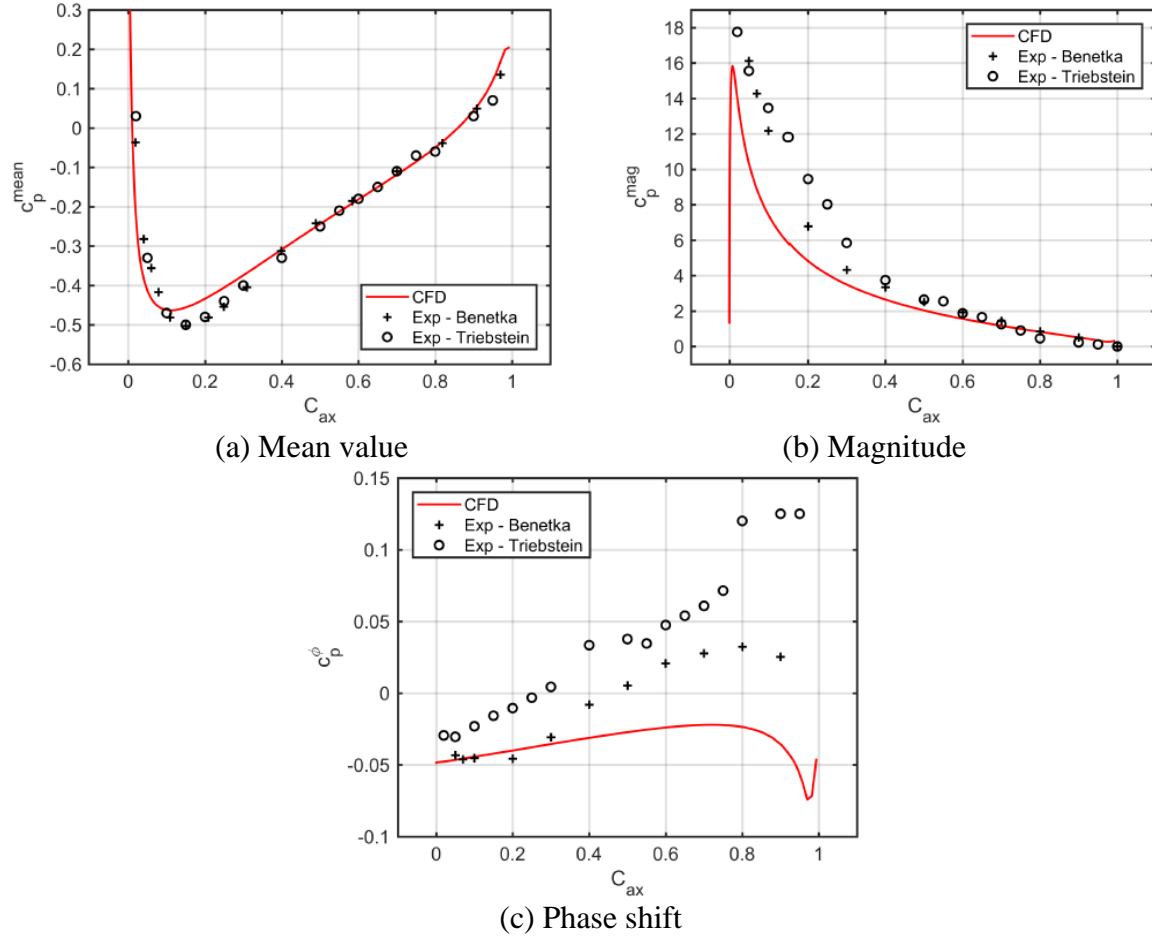 0.3
0.2
0.1
0
-0.1
-0.2
-0.3
-0.4
-0.5
-0.6
c_p^mean
0 0.2 0.4 0.6 0.8 1
C_ax
CFD
Exp - Benetka
Exp - Triebstein
(a) Mean value
18
16
14
12
10
8
6
4
2
0
c_p^mag
0 0.2 0.4 0.6 0.8 1
C_ax
CFD
Exp - Benetka
Exp - Triebstein
(b) Magnitude
0.15
0.1
0.05
0
-0.05
-0.1
c_p^ϕ
0 0.2 0.4 0.6 0.8 1
C_ax
CFD
Exp - Benetka
Exp - Triebstein
(c) Phase shift